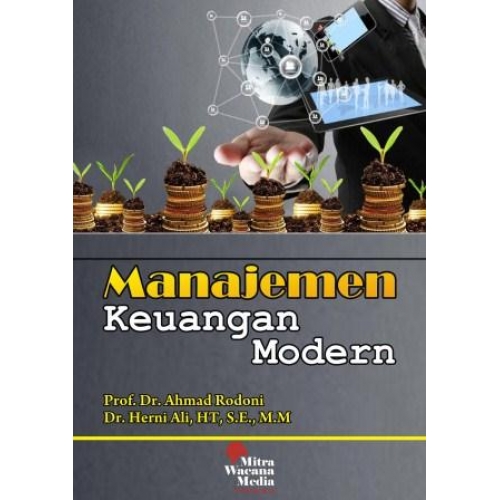 Manajemen
Keuangan
Modern
Prof. Dr. Ahmad Rodoni
Dr. Herni Ali, HT, S.E., M.M
Mitra
Wacana
Media